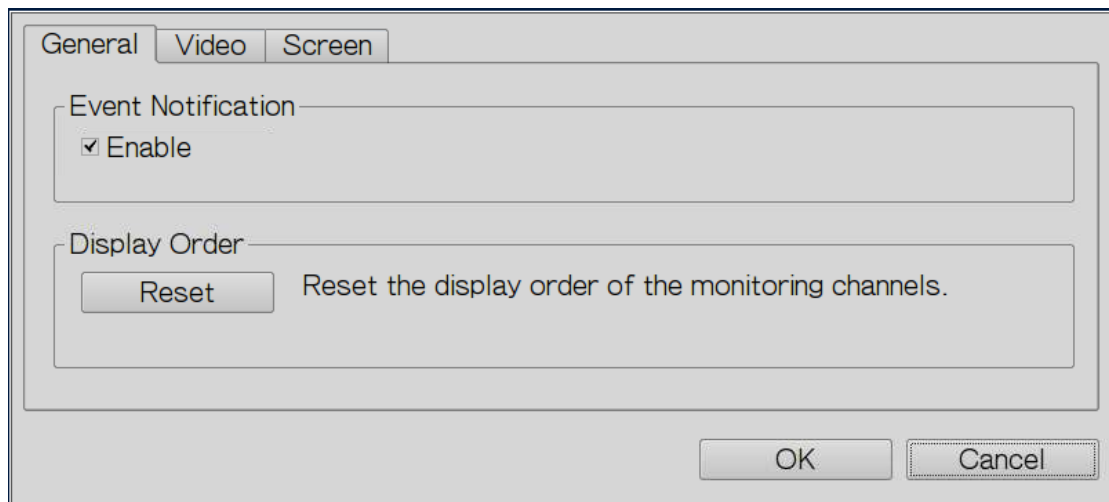 General Video Screen
Event Notification
Enable
Display Order
Reset Reset the display order of the monitoring channels.
OK Cancel